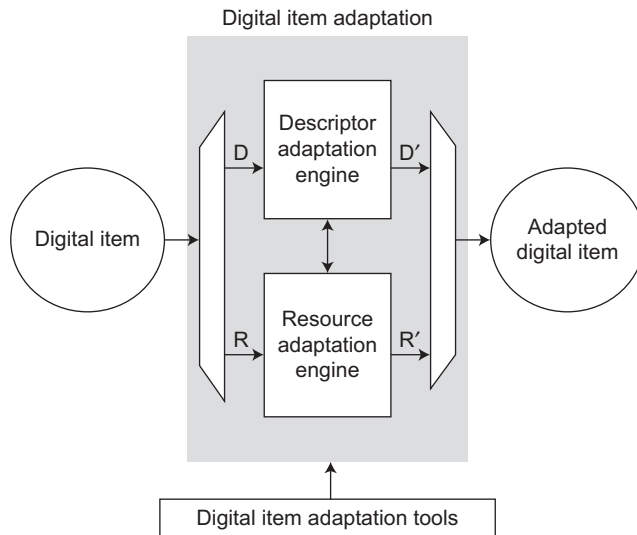 Digital item adaptation
Descriptor
adaptation
engine
D
D′
Digital item
Adapted
digital item
Resource
adaptation
engine
R
R′
Digital item adaptation tools